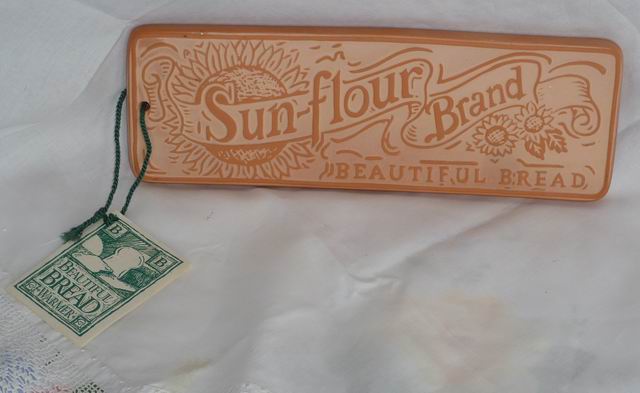 Sun-flour Brand
BEAUTIFUL BREAD
B B
BEAUTIFUL
BREAD
WARMER